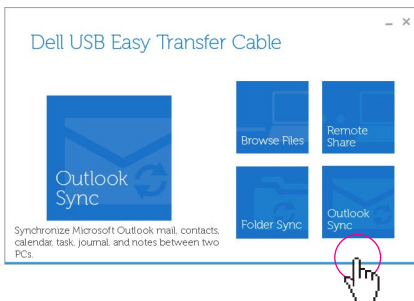 Dell USB Easy Transfer Cable
Outlook
Sync
Synchronize Microsoft Outlook mail, contacts,
calendar, task, journal, and notes between two
PCs.
Browse Files
Remote
Share
Folder Sync
Outlook
Sync